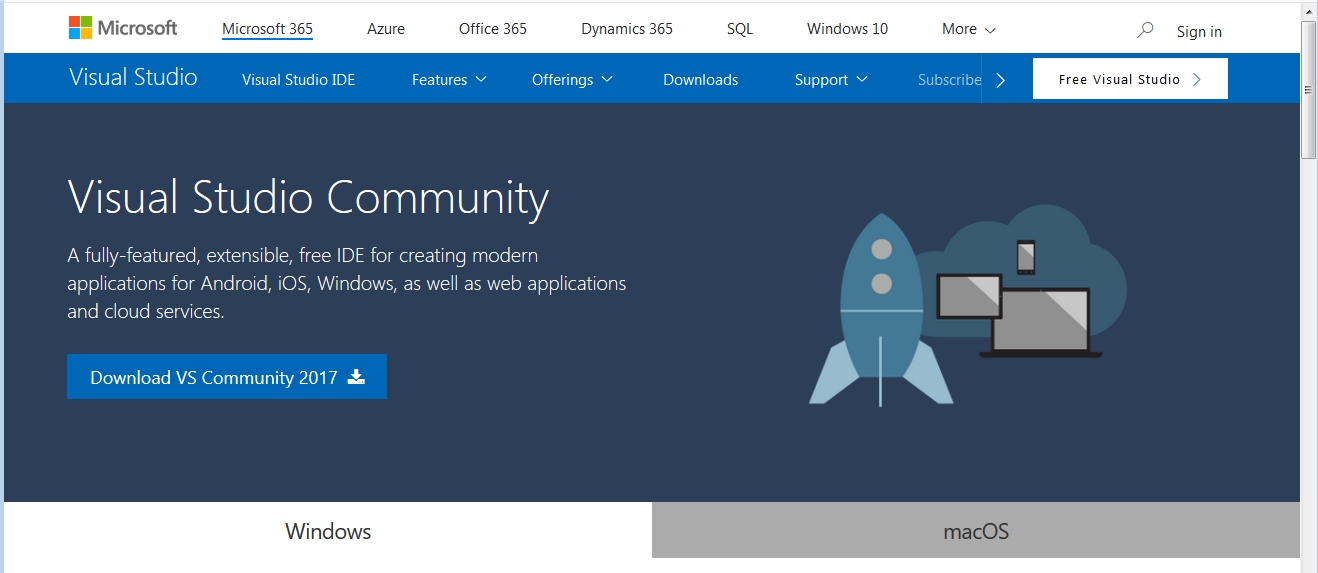 Microsoft Microsoft 365 Azure Office 365 Dynamics 365 SQL Windows 10 More Sign in
Visual Studio Visual Studio IDE Features Offerings Downloads Support Subscribe Free Visual Studio
Visual Studio Community
A fully-featured, extensible, free IDE for creating modern
applications for Android, iOS, Windows, as well as web applications
and cloud services.
Download VS Community 2017
Windows macOS